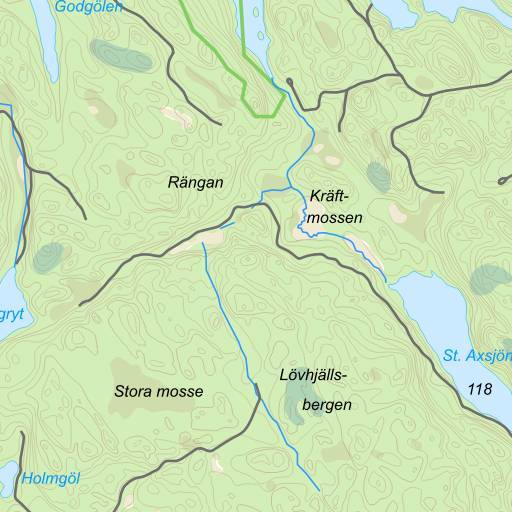 Godgölen
Rängan
Kräft-
mossen
gryt
St. Axsjön
Lövhjälls-
bergen
Stora mosse
118
Holmgöl